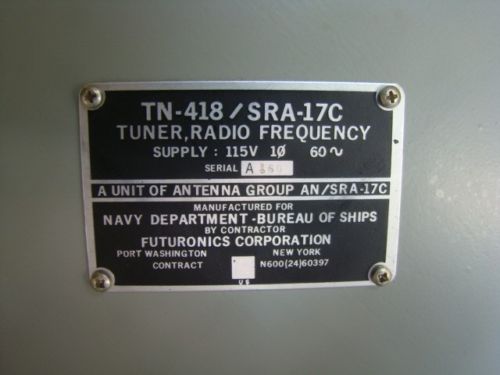 TN-418/SRA-17C
TUNER, RADIO FREQUENCY
SUPPLY: 115V 1Ø 60∿
SERIAL A
A UNIT OF ANTENNA GROUP AN/SRA-17C
MANUFACTURED FOR
NAVY DEPARTMENT-BUREAU OF SHIPS
BY CONTRACTOR
FUTURONICS CORPORATION
PORT WASHINGTON NEW YORK
CONTRACT N600(24)60397
US